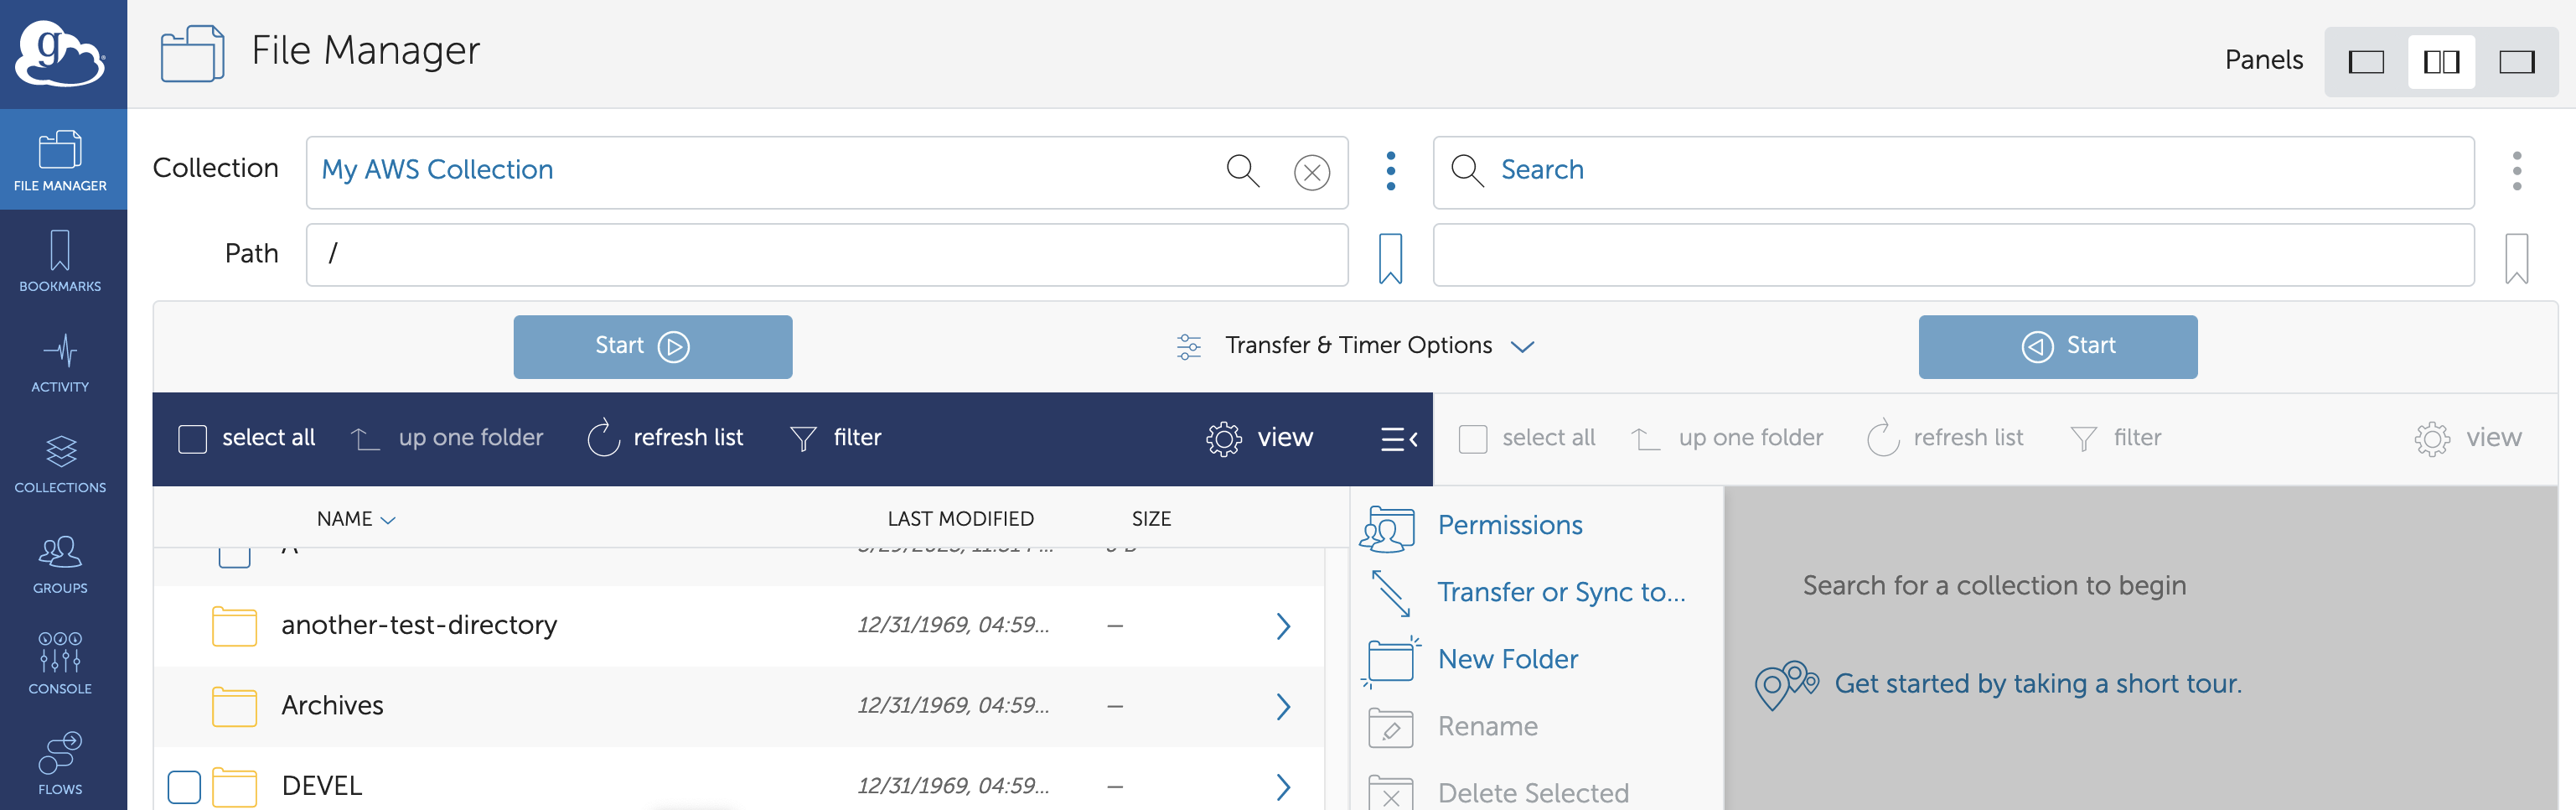 g
File Manager
Panels
FILE MANAGER
Collection
My AWS Collection
Search
Path
/
BOOKMARKS
Start
Transfer & Timer Options
Start
ACTIVITY
select all
up one folder
refresh list
filter
view
select all
up one folder
refresh list
filter
view
COLLECTIONS
NAME
LAST MODIFIED
SIZE
another-test-directory
12/31/1969, 04:59...
–
Archives
12/31/1969, 04:59...
–
DEVEL
12/31/1969, 04:59...
–
Permissions
Transfer or Sync to...
New Folder
Rename
Delete Selected
Search for a collection to begin
Get started by taking a short tour.
GROUPS
CONSOLE
FLOWS